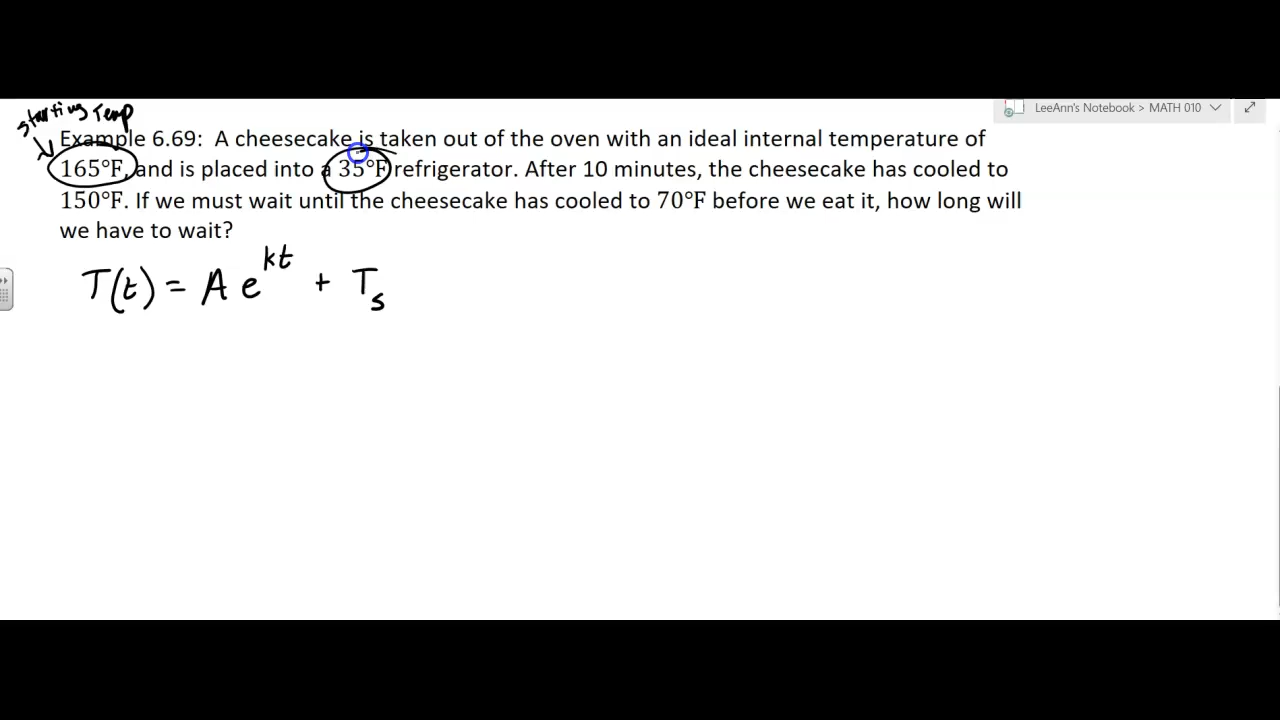 LeeAnn's Notebook > MATH 010
starting Temp
Example 6.69: A cheesecake is taken out of the oven with an ideal internal temperature of
165°F, and is placed into a 35°F refrigerator. After 10 minutes, the cheesecake has cooled to
150°F. If we must wait until the cheesecake has cooled to 70°F before we eat it, how long will
we have to wait?
T(t) = A e^{kt} + T_s